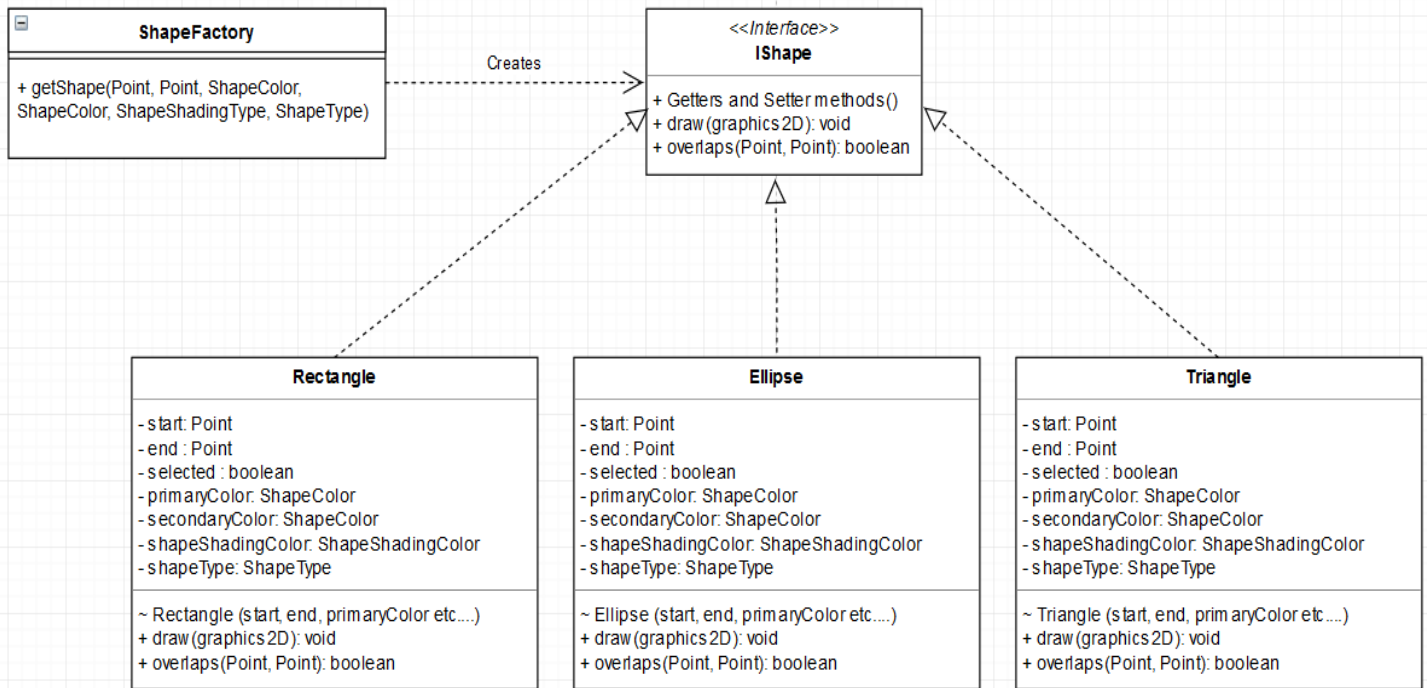 ShapeFactory
+ getShape(Point, Point, ShapeColor,
ShapeColor, ShapeShadingType, ShapeType)
Creates
<<Interface>>
IShape
+ Getters and Setter methods()
+ draw(graphics2D): void
+ overlaps(Point, Point): boolean
Rectangle
- start: Point
- end : Point
- selected : boolean
- primaryColor: ShapeColor
- secondaryColor: ShapeColor
- shapeShadingColor: ShapeShadingColor
- shapeType: ShapeType
~ Rectangle (start, end, primaryColor etc....)
+ draw(graphics2D): void
+ overlaps(Point, Point): boolean
Ellipse
- start: Point
- end : Point
- selected : boolean
- primaryColor: ShapeColor
- secondaryColor: ShapeColor
- shapeShadingColor: ShapeShadingColor
- shapeType: ShapeType
~ Ellipse (start, end, primaryColor etc....)
+ draw(graphics2D): void
+ overlaps(Point, Point): boolean
Triangle
- start: Point
- end : Point
- selected : boolean
- primaryColor: ShapeColor
- secondaryColor: ShapeColor
- shapeShadingColor: ShapeShadingColor
- shapeType: ShapeType
~ Triangle (start, end, primaryColor etc....)
+ draw(graphics2D): void
+ overlaps(Point, Point): boolean